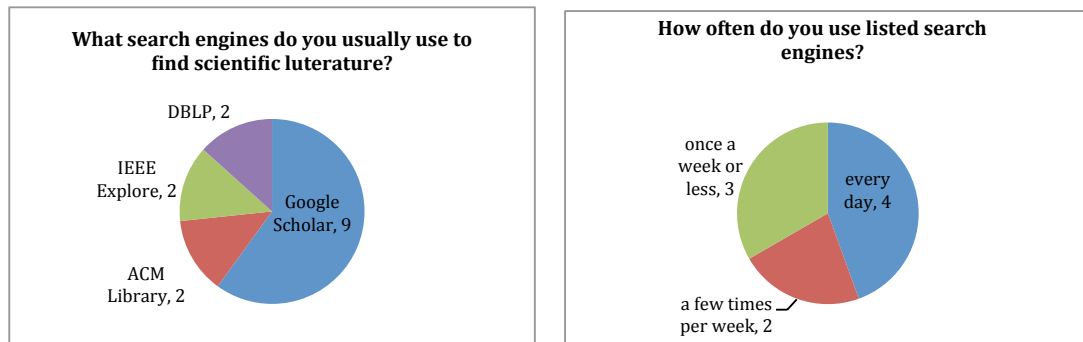 What search engines do you usually use to
find scientific luterature?
DBLP, 2
IEEE
Explore, 2
Google
Scholar, 9
ACM
Library, 2
How often do you use listed search
engines?
once a
week or
less, 3
every
day, 4
a few times
per week, 2